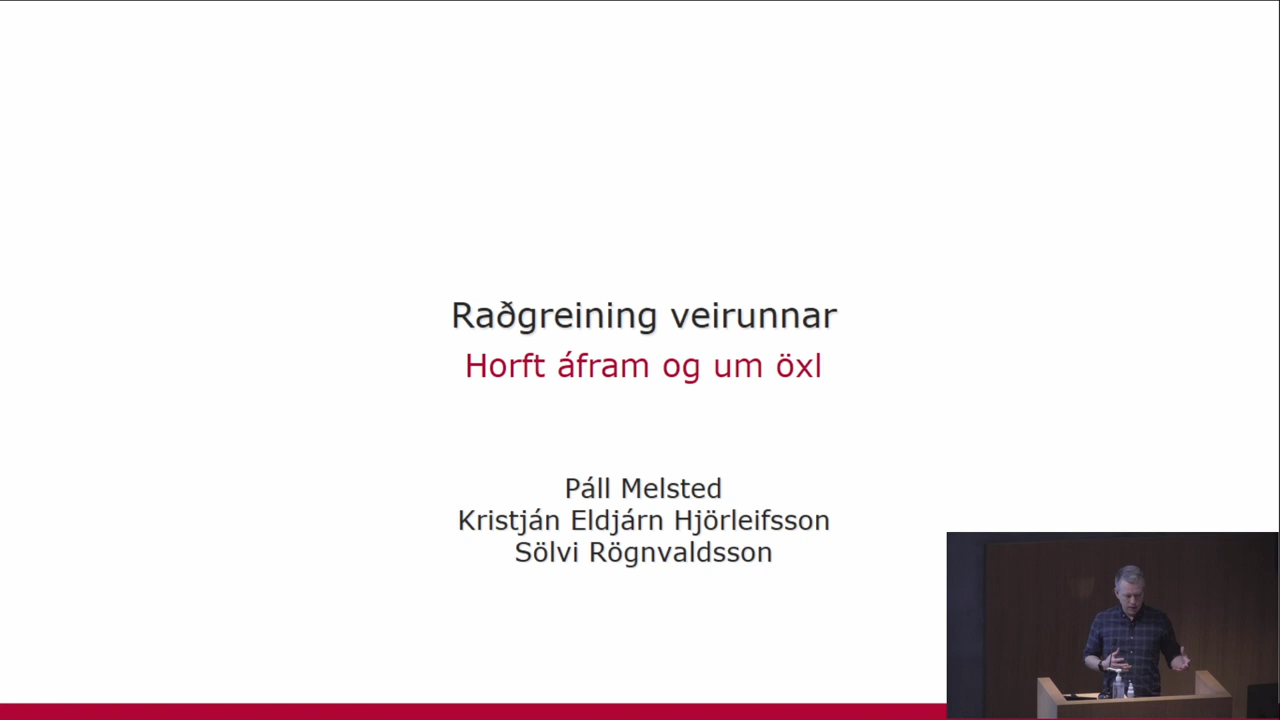 Raðgreining veirunnar
Horft áfram og um öxl
Páll Melsted
Kristján Eldjárn Hjörleifsson
Sölvi Rögnvaldsson